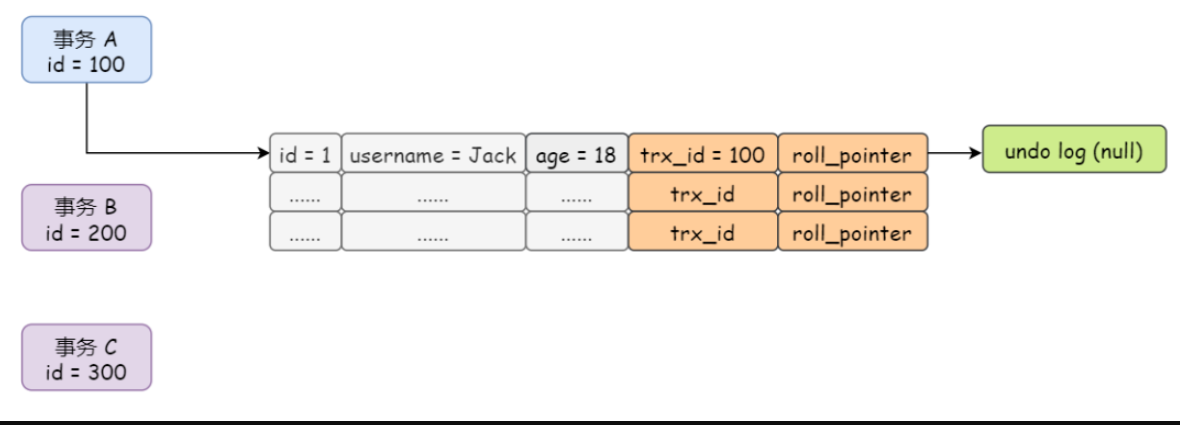 事务 A
id = 100
id = 1 username = Jack age = 18 trx_id = 100 roll_pointer
undo log (null)
...... ...... ...... trx_id roll_pointer
...... ...... ...... trx_id roll_pointer
事务 B
id = 200
事务 C
id = 300